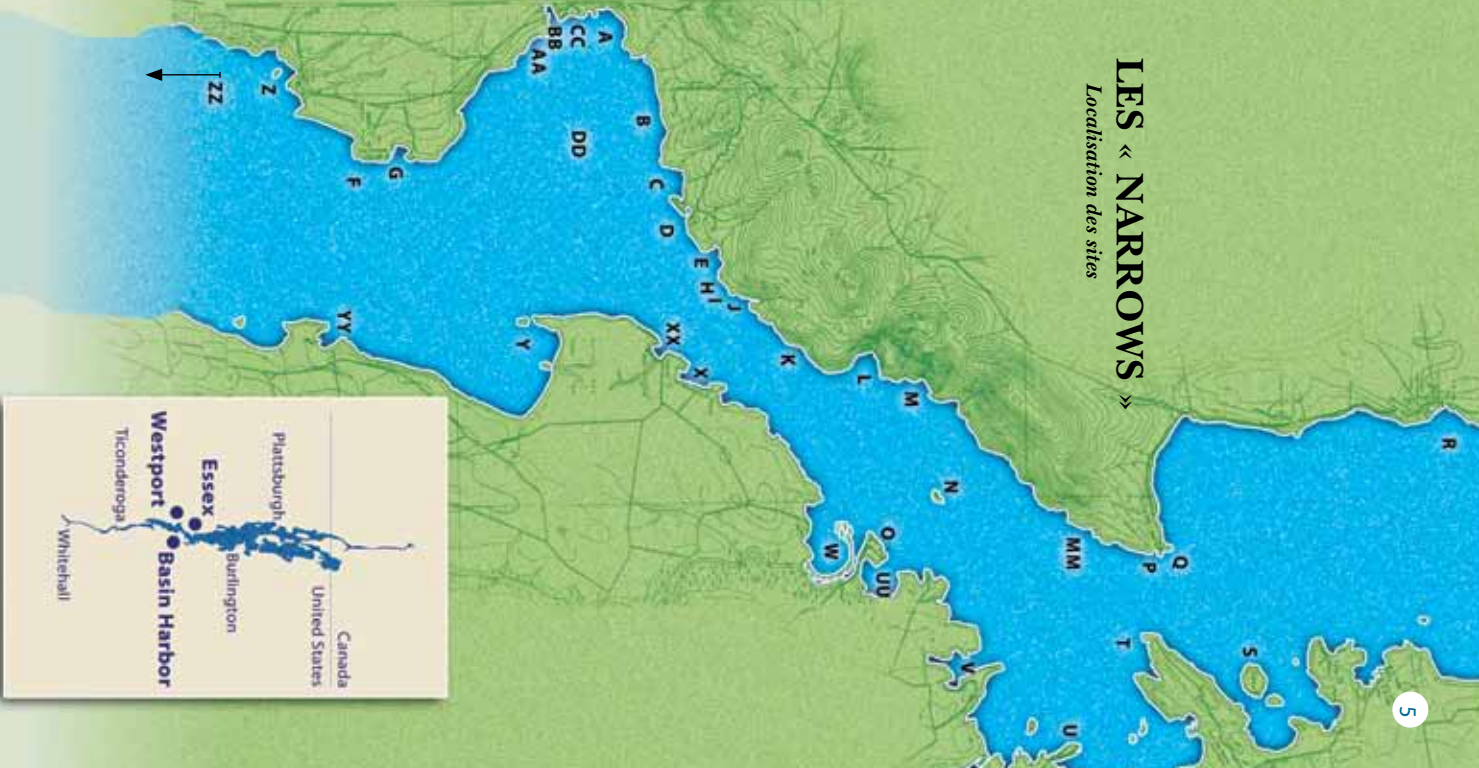 LES « NARROWS »
Localisation des sites
R
Q
P
S
T
MM
U
V
N
O
UU
W
M
L
K
X
XX
J
I
H
E
D
C
B
A
CC
BB
AA
DD
Y
YY
G
F
Z
ZZ
Canada
United States
Plattsburgh
Burlington
Essex
Westport
Basin Harbor
Ticonderoga
Whitehall
5